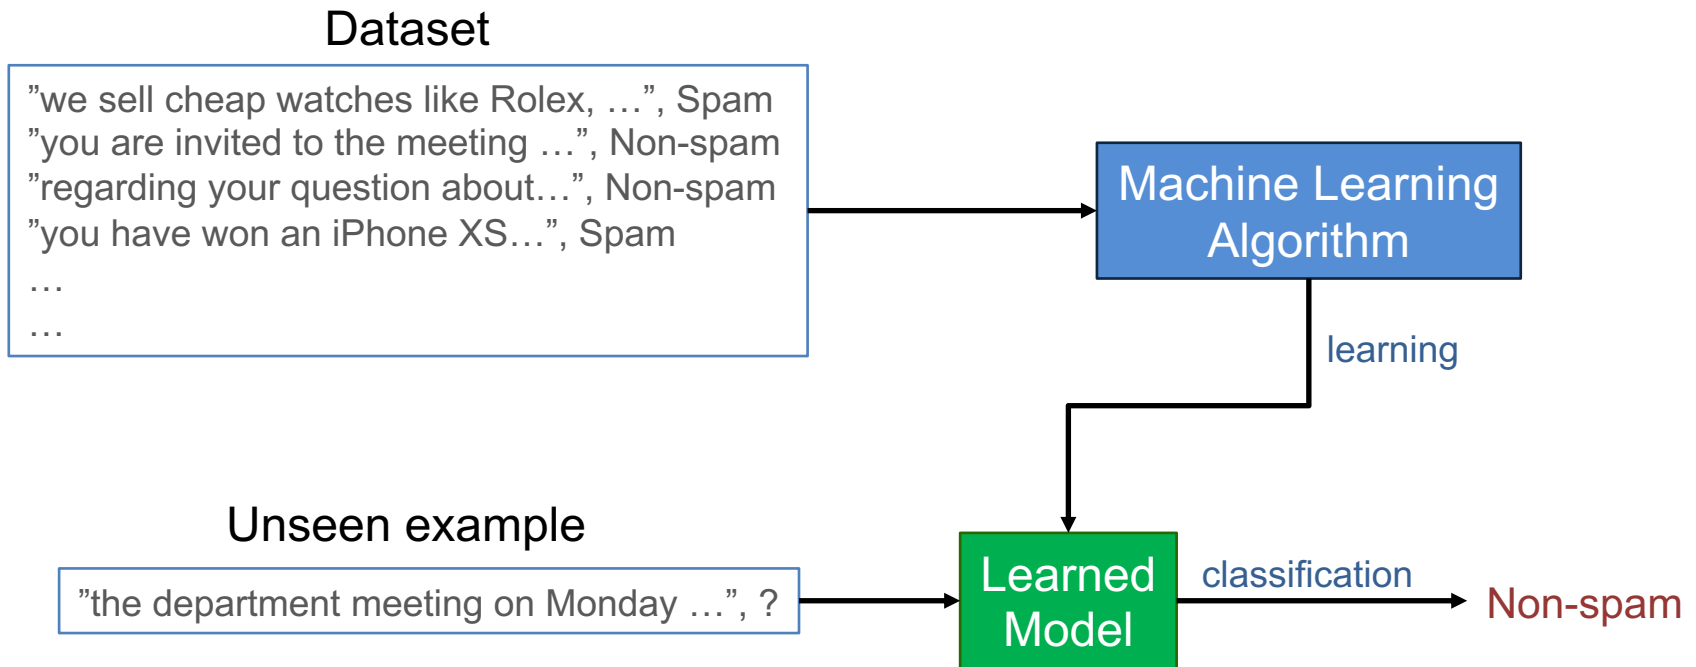 Dataset
”we sell cheap watches like Rolex, …”, Spam
”you are invited to the meeting …”, Non-spam
”regarding your question about…”, Non-spam
”you have won an iPhone XS…”, Spam
…
…
Machine Learning
Algorithm
learning
Unseen example
”the department meeting on Monday …”, ?
Learned
Model
classification
Non-spam